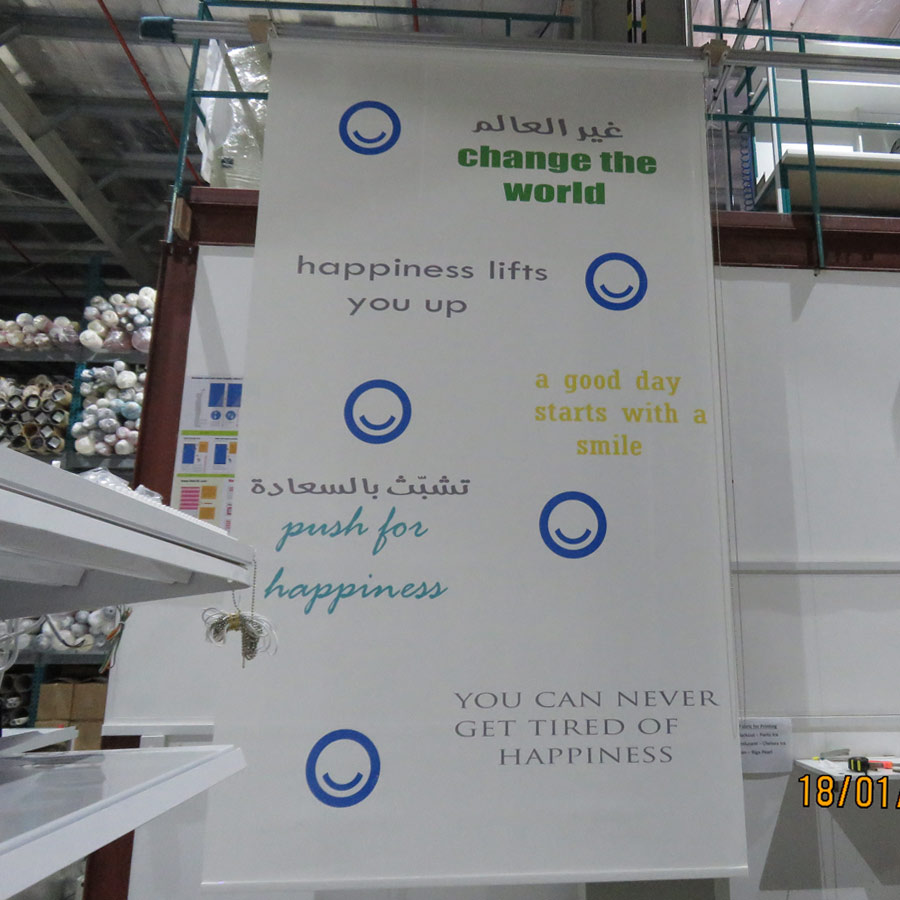 غير العالم
change the
world
happiness lifts
you up
a good day
starts with a
smile
تشبّث بالسعادة
push for
happiness
YOU CAN NEVER
GET TIRED OF
HAPPINESS
18/01/